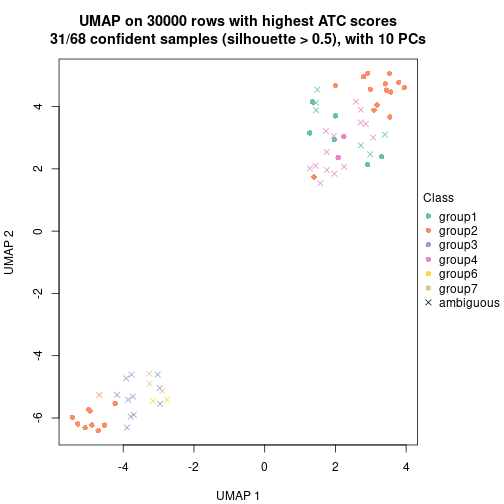 UMAP on 30000 rows with highest ATC scores
31/68 confident samples (silhouette > 0.5), with 10 PCs
4
2
0
-2
-4
-6
UMAP 2
-4
-2
0
2
4
UMAP 1
Class
group1
group2
group3
group4
group6
group7
ambiguous